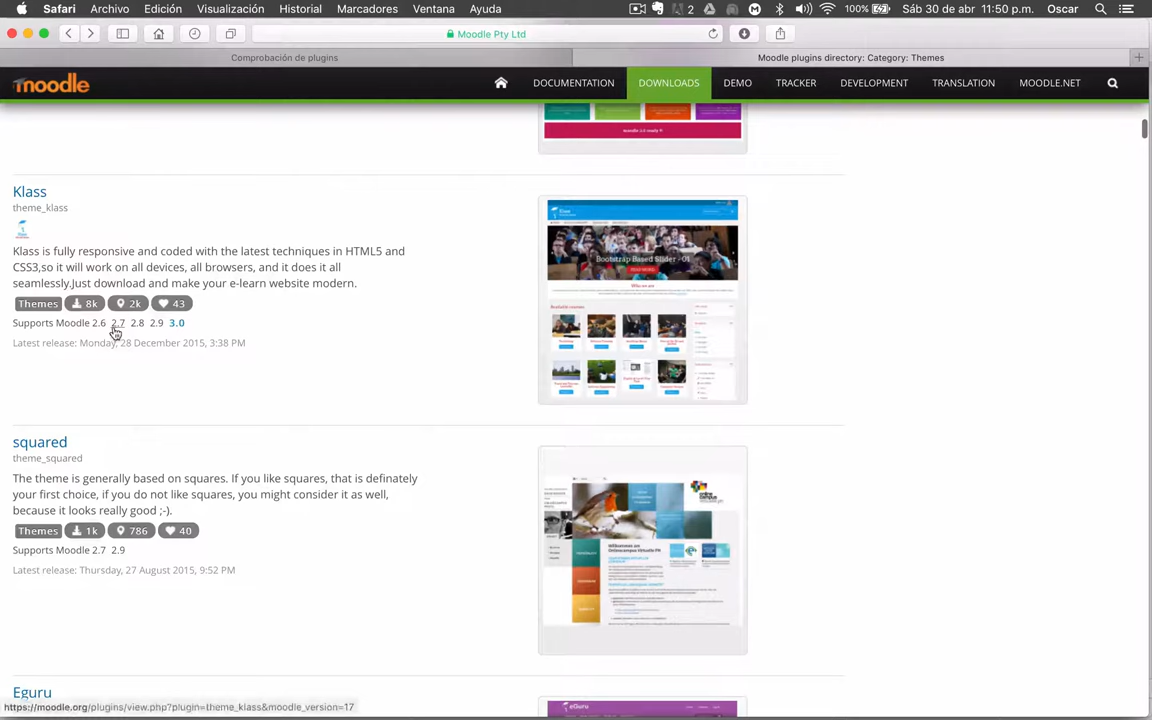 Safari Archivo Edición Visualización Historial Marcadores Ventana Ayuda 2 100% Sáb 30 de abr 11:50 p.m. Oscar
Moodle Pty Ltd
Comprobación de plugins Moodle plugins directory: Category: Themes
moodle DOCUMENTATION DOWNLOADS DEMO TRACKER DEVELOPMENT TRANSLATION MOODLE.NET
Klass
theme_klass
Klass is fully responsive and coded with the latest techniques in HTML5 and
CSS3,so it will work on all devices, all browsers, and it does it all
seamlessly.Just download and make your e-learn website modern.
Themes 8k 2k 43
Supports Moodle 2.6 2.7 2.8 2.9 3.0
Latest release: Monday, 28 December 2015, 3:38 PM
Bootstrap Based Slider - 01
squared
theme_squared
The theme is generally based on squares. If you like squares, that is definately
your first choice, if you do not like squares, you might consider it as well,
because it looks really good ;-).
Themes 1k 786 40
Supports Moodle 2.7 2.9
Latest release: Thursday, 27 August 2015, 9:52 PM
Eguru
eGuru
https://moodle.org/plugins/view.php?plugin=theme_klass&moodle_version=17